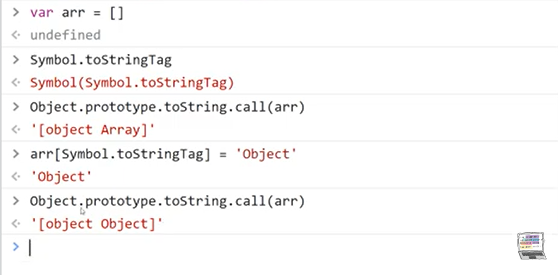 > var arr = []
< undefined
> Symbol.toStringTag
< Symbol(Symbol.toStringTag)
> Object.prototype.toString.call(arr)
< '[object Array]'
> arr[Symbol.toStringTag] = 'Object'
< 'Object'
> Object.prototype.toString.call(arr)
< '[object Object]'
>